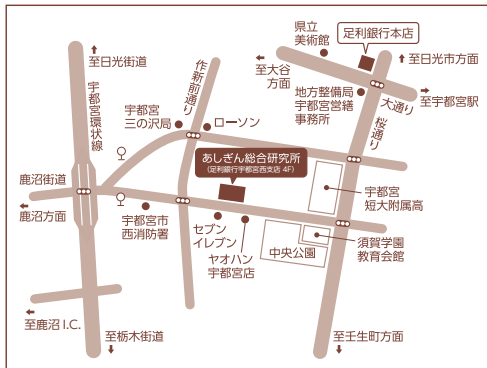 県立
美術館
足利銀行本店
至日光街道
至大谷
方面
至日光市方面
作新前通り
宇都宮環状線
地方整備局
宇都宮営繕
事務所
大通り
至宇都宮駅
宇都宮
三の沢局
ローソン
桜通り
あしぎん総合研究所
(足利銀行宇都宮西支店 4F)
鹿沼街道
鹿沼方面
宇都宮
短大附属高
宇都宮市
西消防署
セブン
イレブン
ヤオハン
宇都宮店
中央公園
須賀学園
教育会館
至鹿沼 I.C.
至栃木街道
至壬生町方面